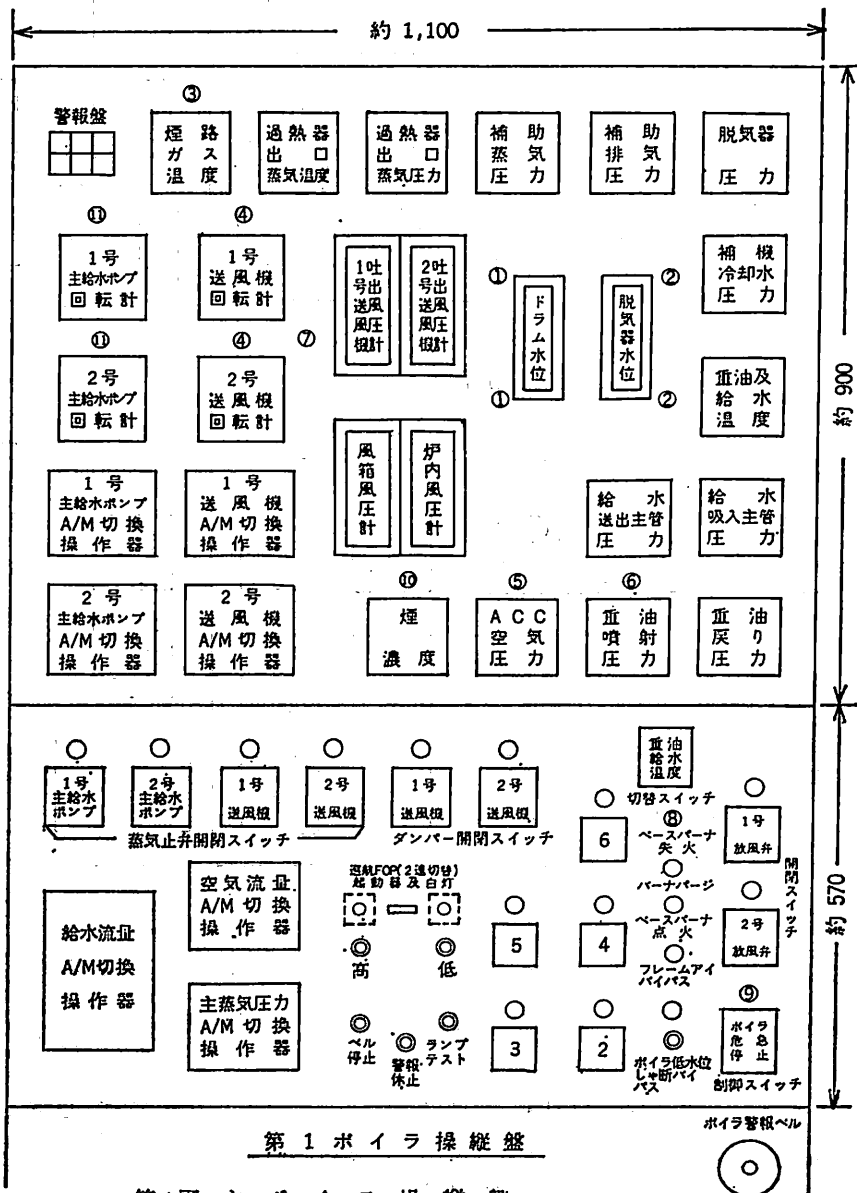 約 1,100
警報盤
③
煙路
ガス
温度
過熱器
出口
蒸気温度
過熱器
出口
蒸気圧力
補助
蒸気
圧力
補助
排気
圧力
脱気器
圧力
⑪
1号
主給水ポンプ
回転計
④
1号
送風機
回転計
1号送風機
吐出風圧計
2号送風機
吐出風圧計
⑦
①
ドラム水位
①
②
脱気器水位
②
補機
冷却水
圧力
⑪
2号
主給水ポンプ
回転計
④
2号
送風機
回転計
重油及
給水
温度
約 900
1号
主給水ポンプ
A/M切換
操作器
1号
送風機
A/M切換
操作器
風箱風圧計
炉内風圧計
給水
送出主管
圧力
給水
吸入主管
圧力
2号
主給水ポンプ
A/M切換
操作器
2号
送風機
A/M切換
操作器
⑩
煙
濃度
⑤
ACC
空気
圧力
⑥
重油
噴射
圧力
重油
戻り
圧力
1号
主給水
ポンプ
2号
主給水
ポンプ
1号
送風機
2号
送風機
蒸気止弁開閉スイッチ
1号
送風機
2号
送風機
ダンパー開閉スイッチ
重油
給水
温度
切替スイッチ
6
⑧
ベースバーナ
失火
バーナパージ
ベースバーナ
点火
フレームアイ
バイパス
1号
放風弁
2号
放風弁
開閉スイッチ
約 570
給水流量
A/M切換
操作器
空気流量
A/M切換
操作器
主蒸気圧力
A/M切換
操作器
巡航FOP(2速切替)
起動器及白灯
高
低
ベル
停止
警報
休止
ランプ
テスト
5
4
3
2
ボイラ低水位
しゃ断バイ
パス
⑨
ボイラ
危急
停止
制御スイッチ
第1ボイラ操縦盤
ボイラ警報ベル